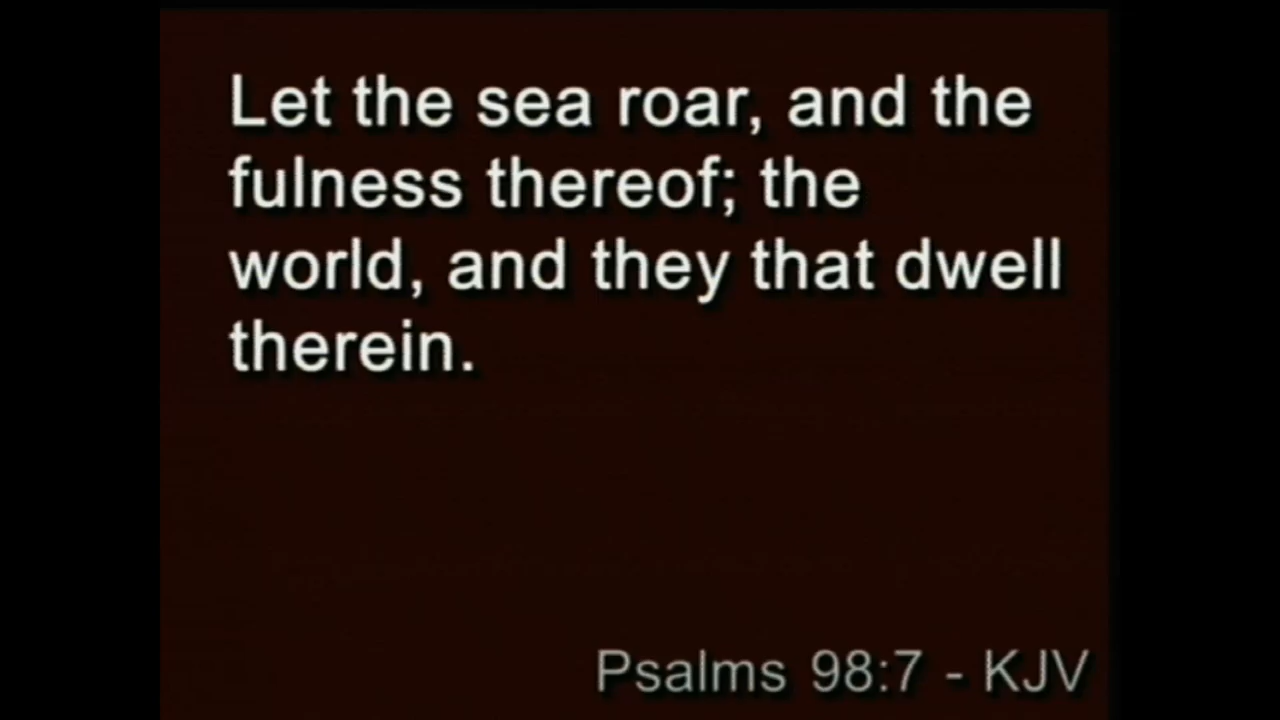 Let the sea roar, and the
fulness thereof; the
world, and they that dwell
therein.
Psalms 98:7 - KJV